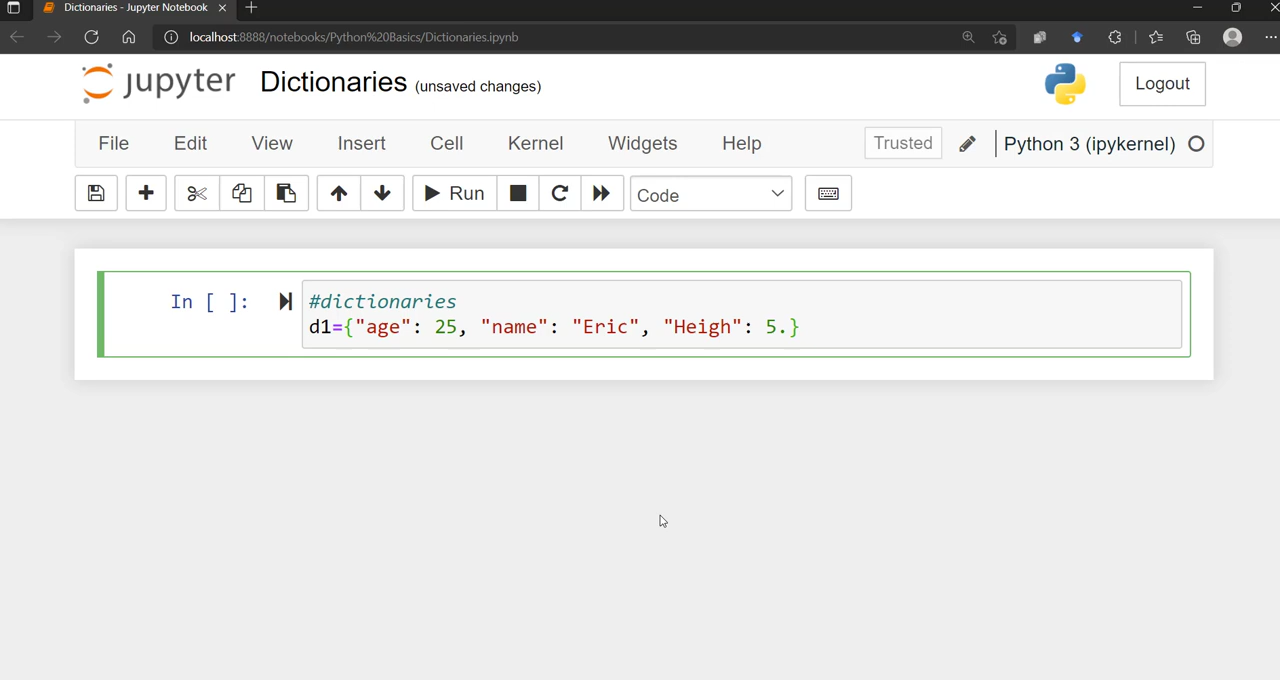 Dictionaries - Jupyter Notebook
localhost:8888/notebooks/Python%20Basics/Dictionaries.ipynb
jupyter Dictionaries (unsaved changes) Logout
File Edit View Insert Cell Kernel Widgets Help Trusted Python 3 (ipykernel)
Run Code
In [ ]: #dictionaries
d1={"age": 25, "name": "Eric", "Heigh": 5.}